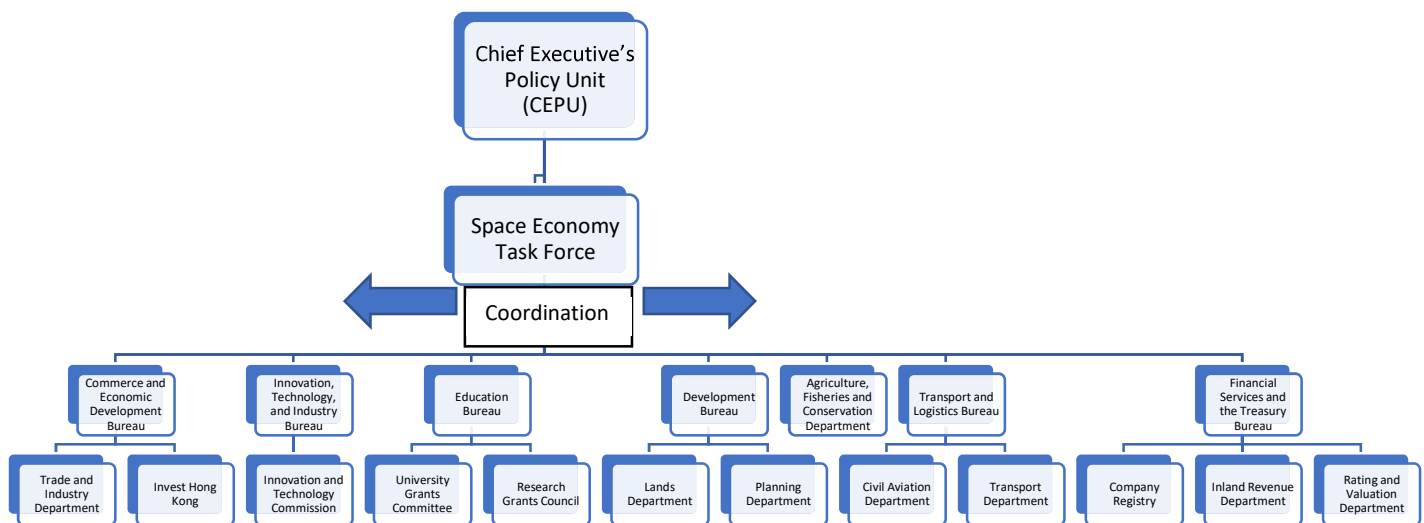 Chief Executive's
Policy Unit
(CEPU)
Space Economy
Task Force
Coordination
Commerce and
Economic
Development
Bureau
Innovation,
Technology,
and Industry
Bureau
Education
Bureau
Development
Bureau
Agriculture,
Fisheries and
Conservation
Department
Transport and
Logistics Bureau
Financial
Services and
the Treasury
Bureau
Trade and
Industry
Department
Invest Hong
Kong
Innovation and
Technology
Commission
University
Grants
Committee
Research
Grants Council
Lands
Department
Planning
Department
Civil Aviation
Department
Transport
Department
Company
Registry
Inland Revenue
Department
Rating and
Valuation
Department